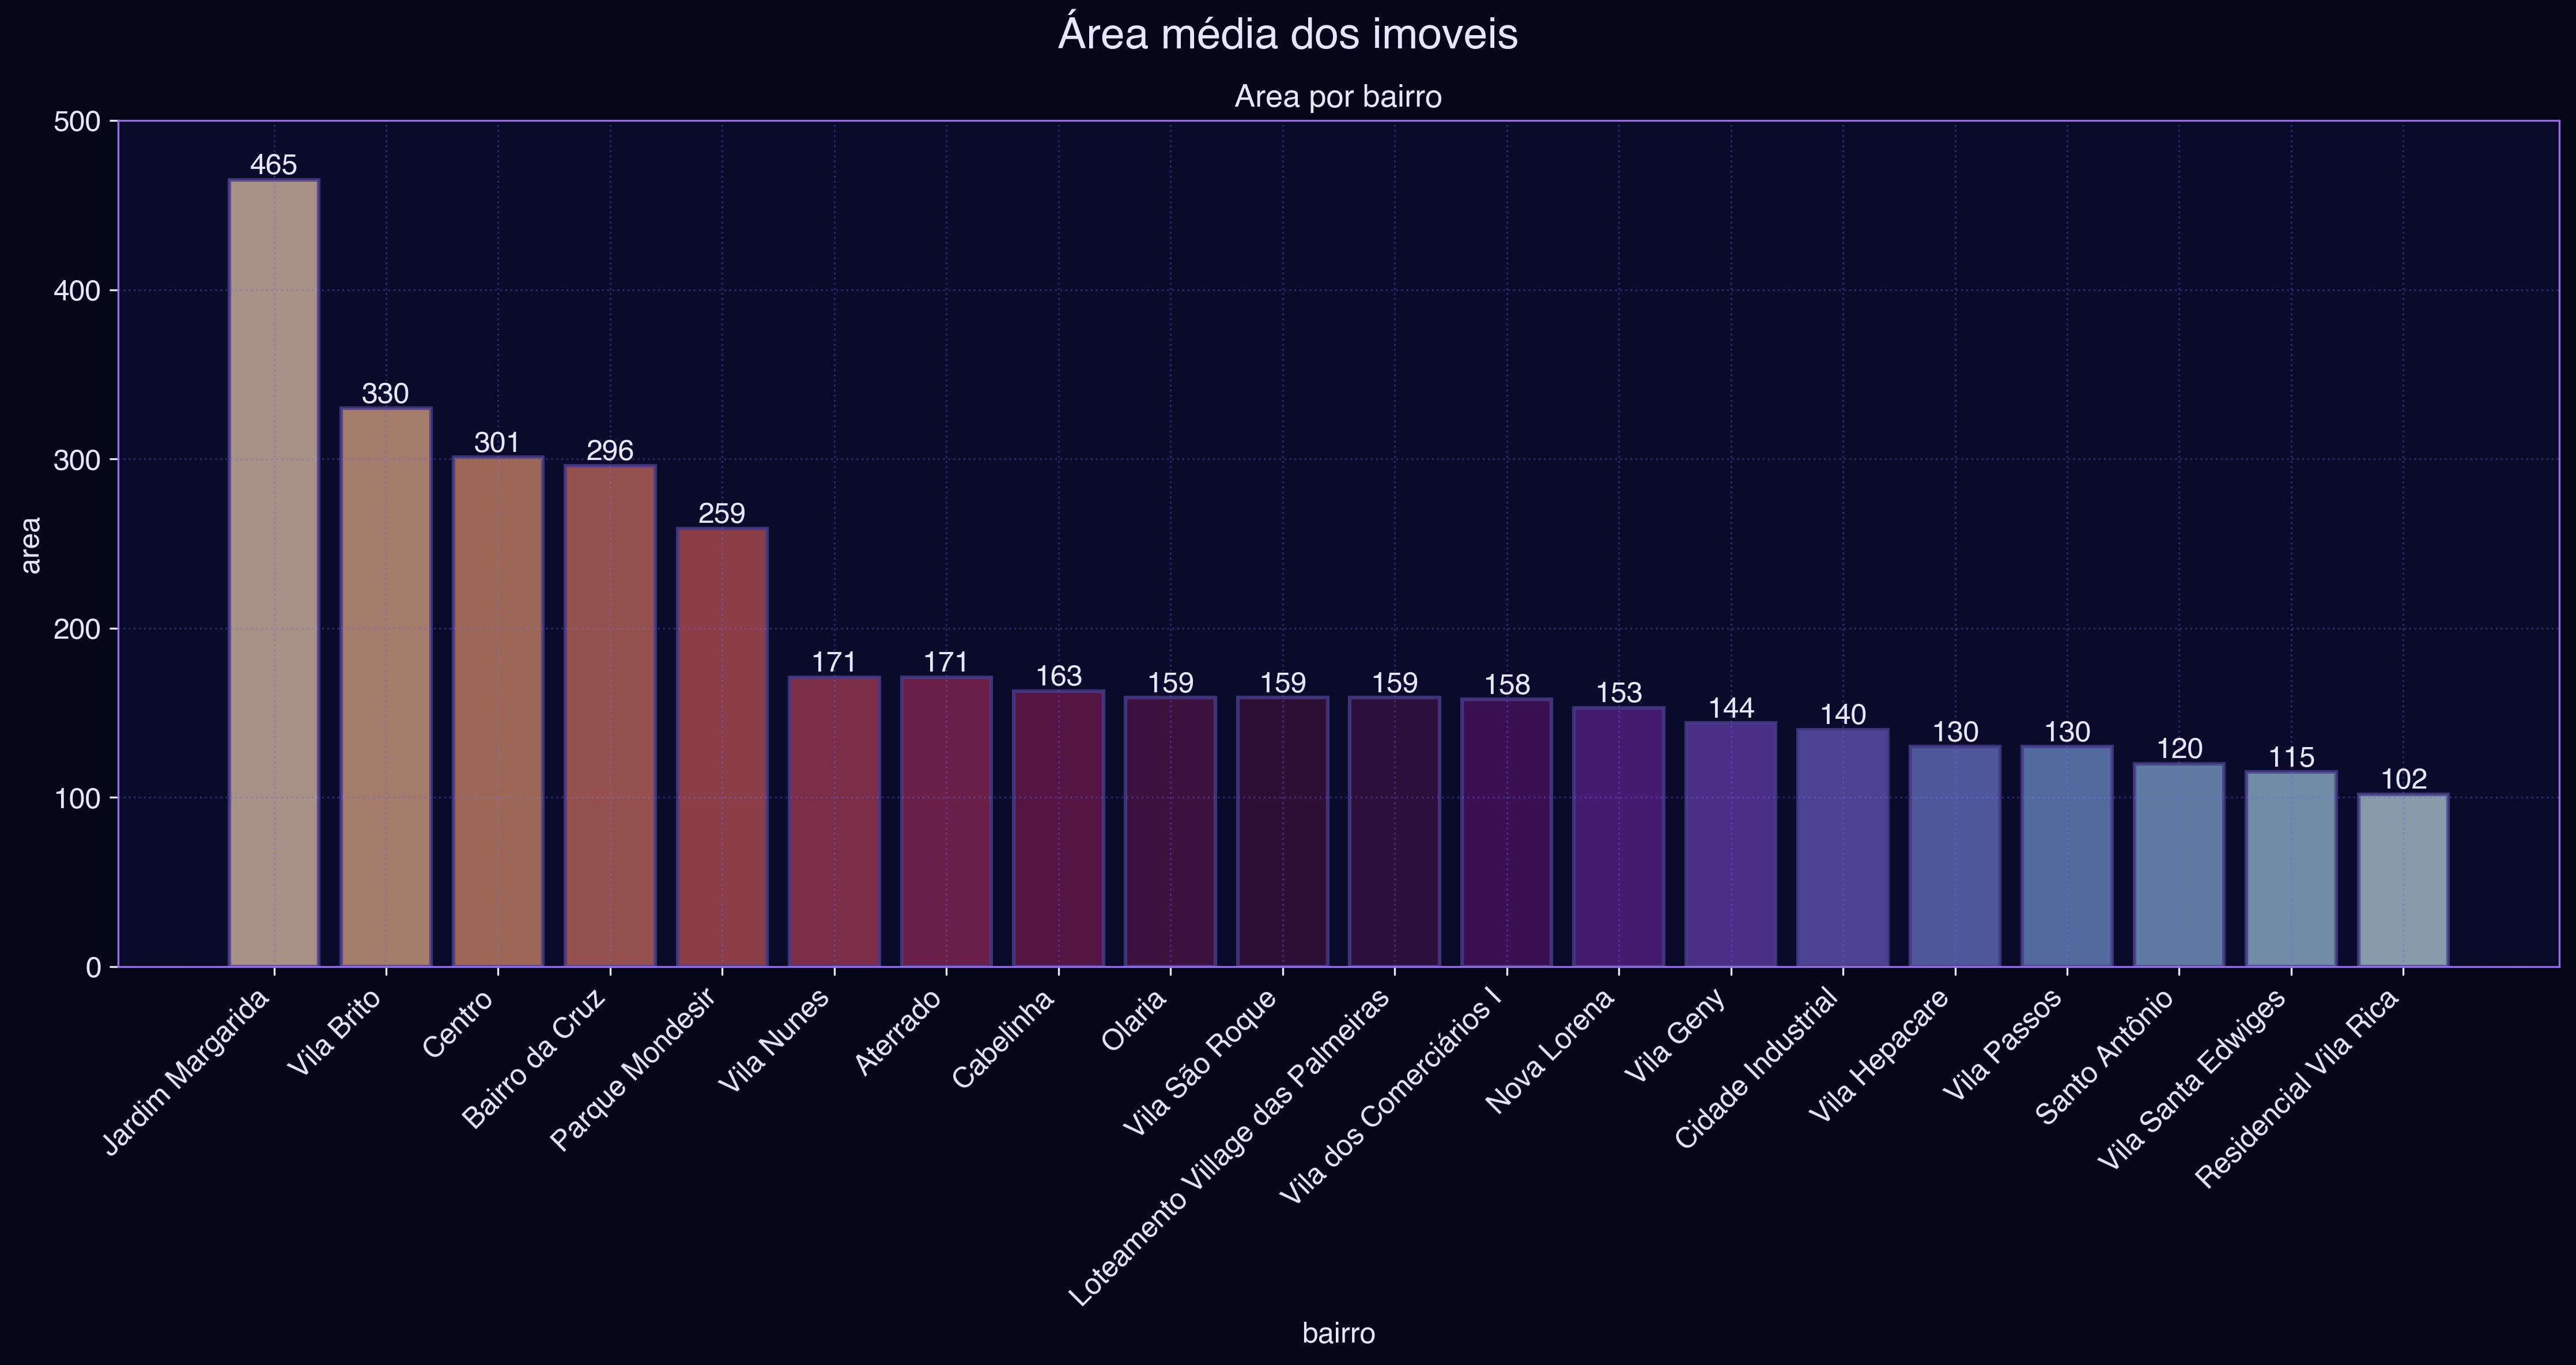 Área média dos imoveis
Area por bairro
500
400
300
200
100
0
area
465
330
301
296
259
171
171
163
159
159
159
158
153
144
140
130
130
120
115
102
Jardim Margarida
Vila Brito
Centro
Bairro da Cruz
Parque Mondesir
Vila Nunes
Aterrado
Cabelinha
Olaria
Vila São Roque
Loteamento Village das Palmeiras
Vila dos Comerciários I
Nova Lorena
Vila Geny
Cidade Industrial
Vila Hepacare
Vila Passos
Santo Antônio
Vila Santa Edwiges
Residencial Vila Rica
bairro